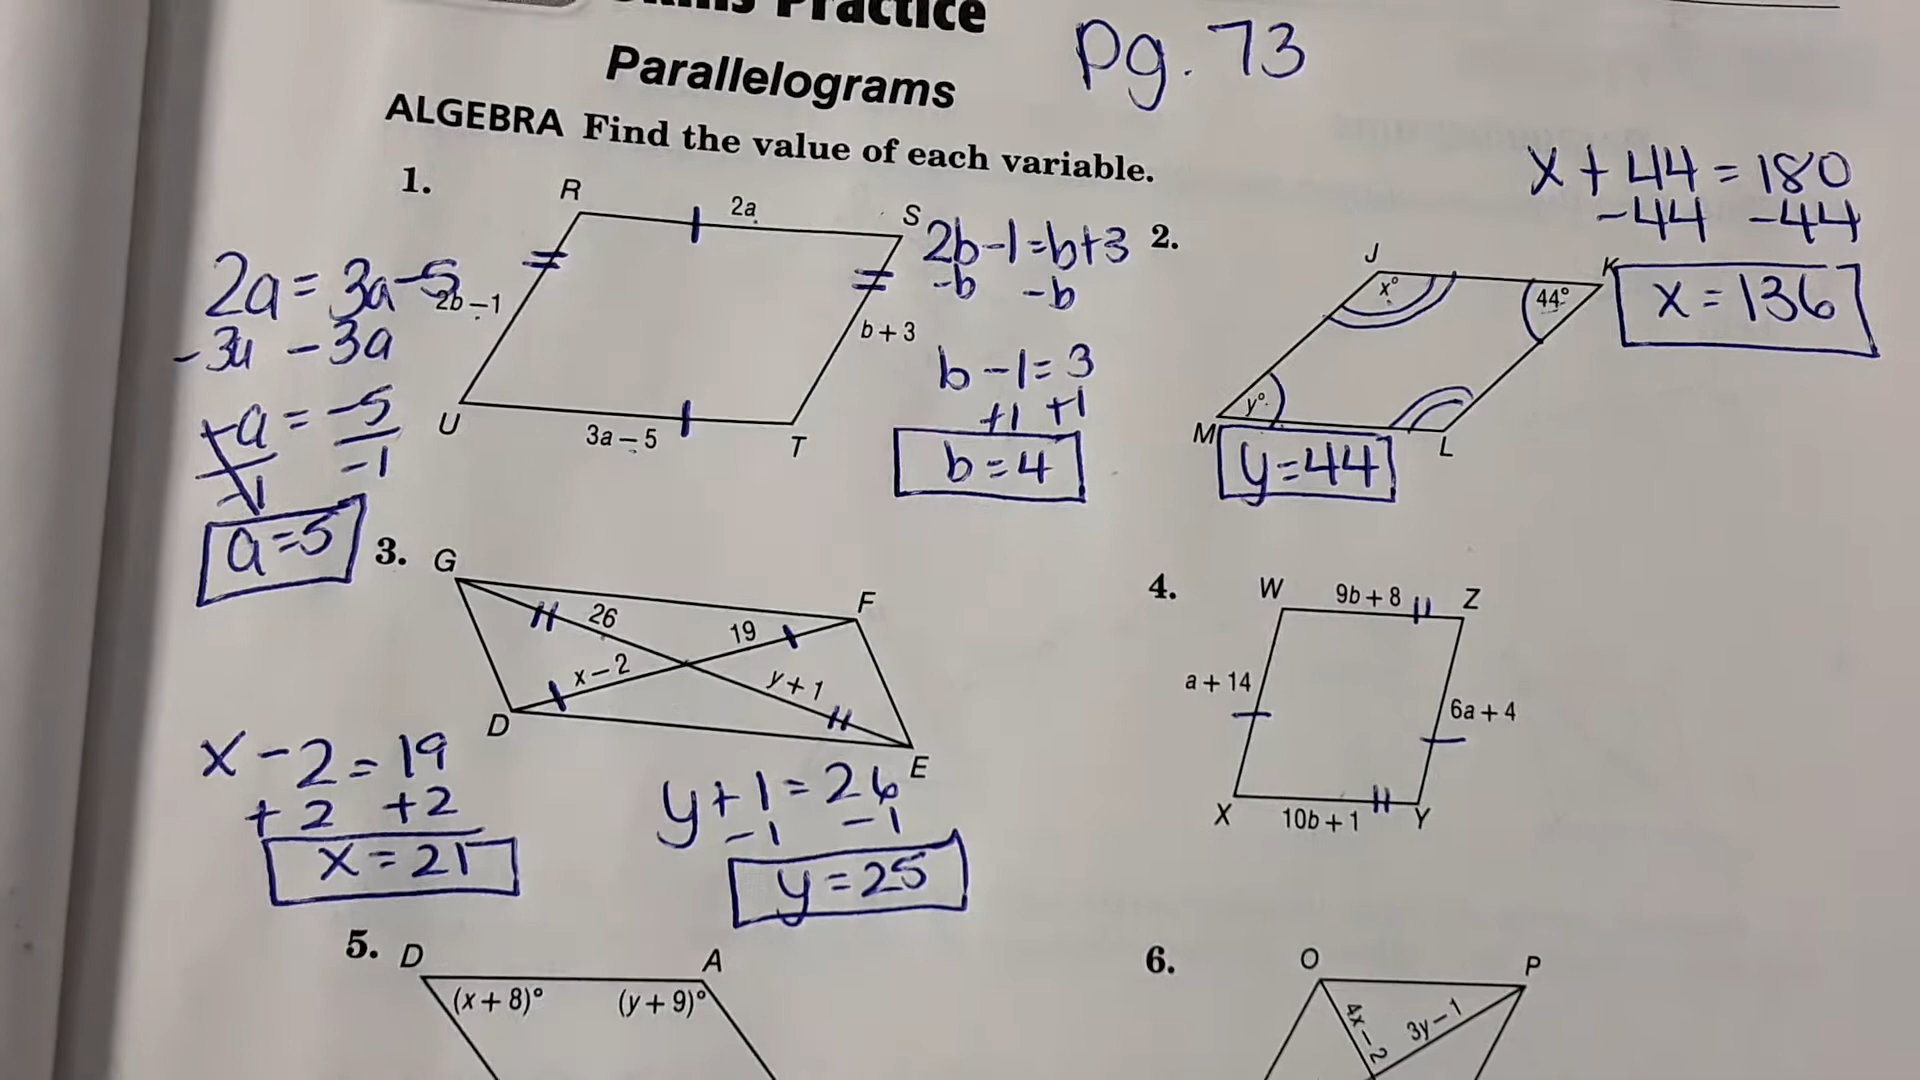 Skills Practice
pg. 73
Parallelograms
ALGEBRA Find the value of each variable.
1.
R
2a
S
2b - 1
b + 3
U
3a - 5
T
2a = 3a - 5
-3a -3a
-a = -5
-1 -1
a = 5
2b - 1 = b + 3
-b -b
b - 1 = 3
+1 +1
b = 4
2.
J
K
x°
44°
y°
M
L
x + 44 = 180
-44 -44
x = 136
y = 44
3.
G
F
26
19
x - 2
y + 1
D
E
x - 2 = 19
+2 +2
x = 21
y + 1 = 26
-1 -1
y = 25
4.
W
9b + 8
Z
a + 14
6a + 4
X
10b + 1
Y
5.
D
A
(x + 8)°
(y + 9)°
6.
O
P
4x - 2
3y - 1